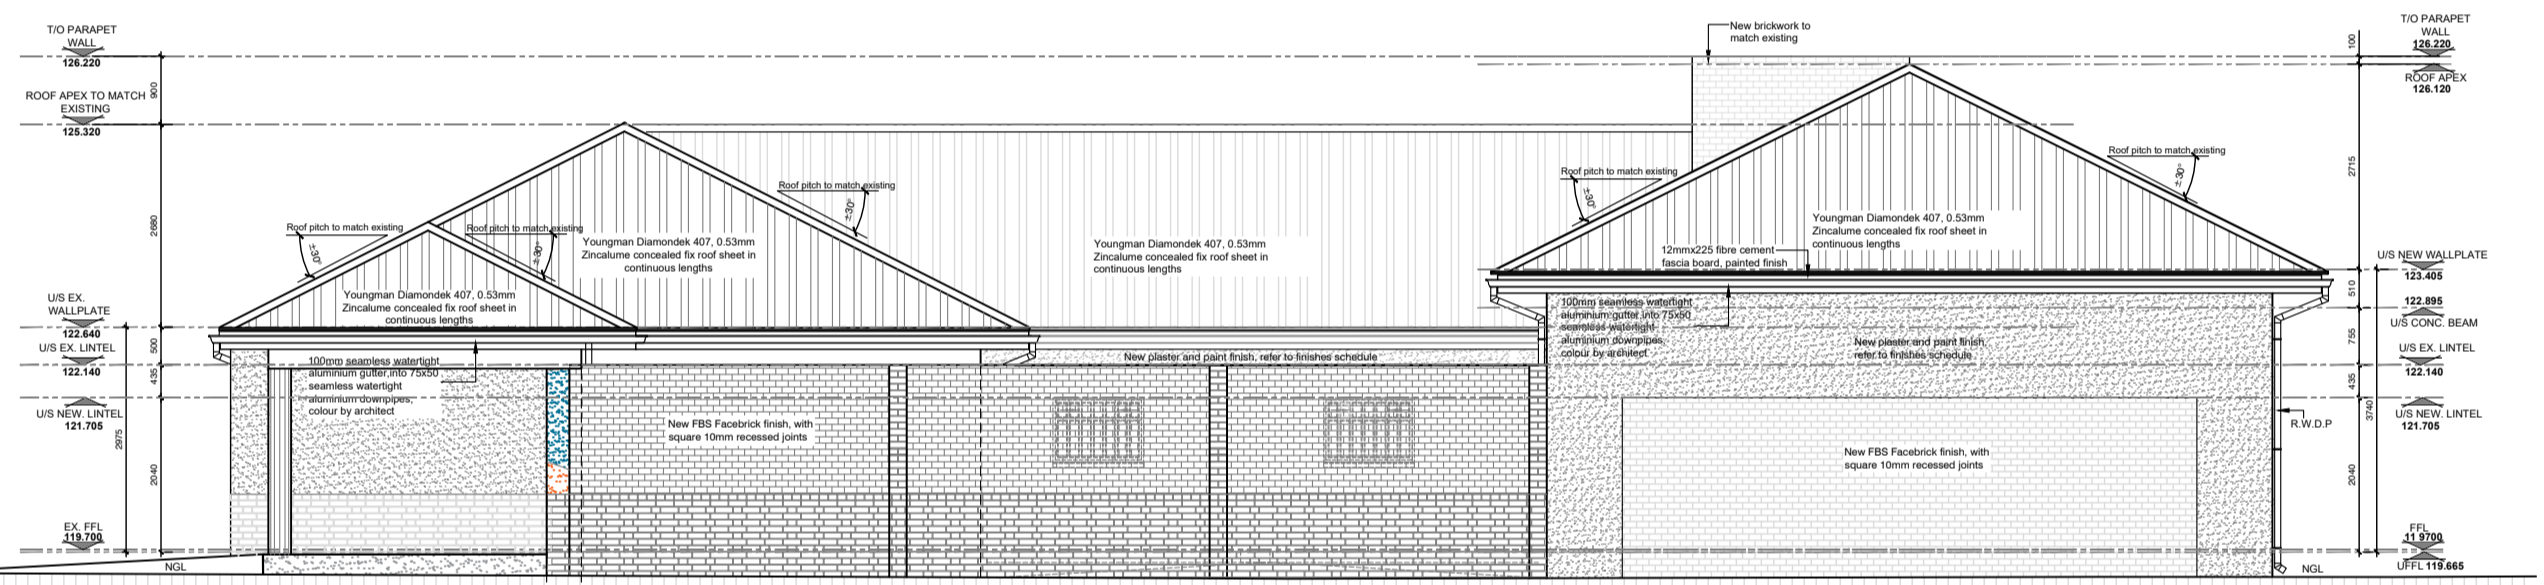 T/O PARAPET
WALL
126.220
900
ROOF APEX TO MATCH
EXISTING
125.320
2680
U/S EX.
WALLPLATE
122.640
500
U/S EX. LINTEL
122.140
435
U/S NEW. LINTEL
121.705
2975
2040
EX. FFL
119.700
NGL
Roof pitch to match existing
±30°
Roof pitch to match existing
±30°
Youngman Diamondek 407, 0.53mm
Zincalume concealed fix roof sheet in
continuous lengths
100mm seamless watertight
aluminium gutter,into 75x50
seamless watertight
aluminium downpipes,
colour by architect
Youngman Diamondek 407, 0.53mm
Zincalume concealed fix roof sheet in
continuous lengths
Roof pitch to match existing
±30°
New FBS Facebrick finish, with
square 10mm recessed joints
Youngman Diamondek 407, 0.53mm
Zincalume concealed fix roof sheet in
continuous lengths
New plaster and paint finish, refer to finishes schedule
New brickwork to
match existing
Roof pitch to match existing
±30°
Youngman Diamondek 407, 0.53mm
Zincalume concealed fix roof sheet in
continuous lengths
12mmx225 fibre cement
fascia board, painted finish
Roof pitch to match existing
±30°
100mm seamless watertight
aluminium gutter,into 75x50
seamless watertight
aluminium downpipes,
colour by architect
New plaster and paint finish,
refer to finishes schedule
New FBS Facebrick finish, with
square 10mm recessed joints
R.W.D.P
NGL
T/O PARAPET
WALL
126.220
100
ROOF APEX
126.120
2715
U/S NEW WALLPLATE
123.405
510
122.895
U/S CONC. BEAM
755
U/S EX. LINTEL
122.140
435
3740
U/S NEW. LINTEL
121.705
2040
FFL
11 9700
UFFL 119.665